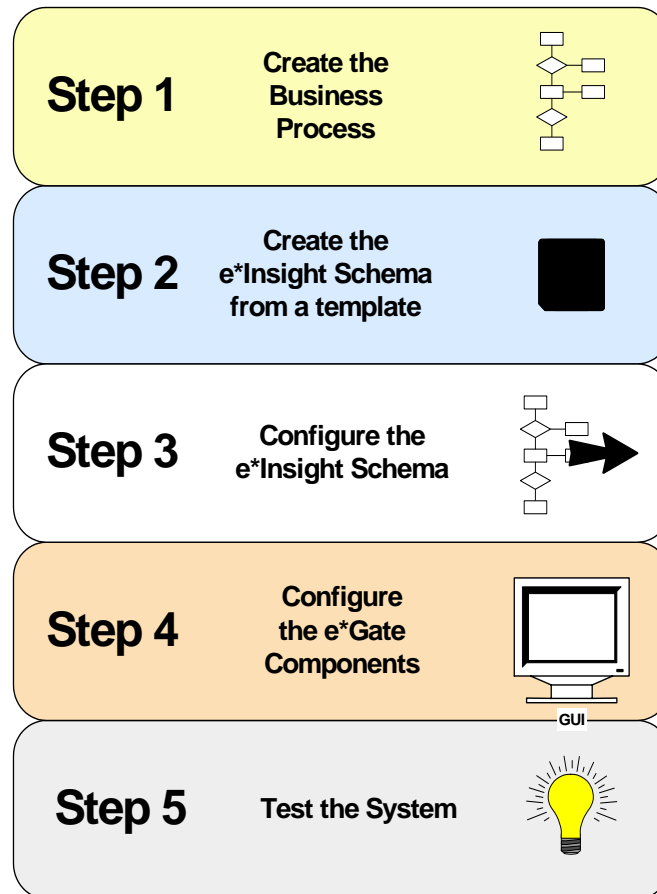 Step 1
Create the
Business
Process
Step 2
Create the
e*Insight Schema
from a template
Step 3
Configure the
e*Insight Schema
Step 4
Configure
the e*Gate
Components
GUI
Step 5
Test the System